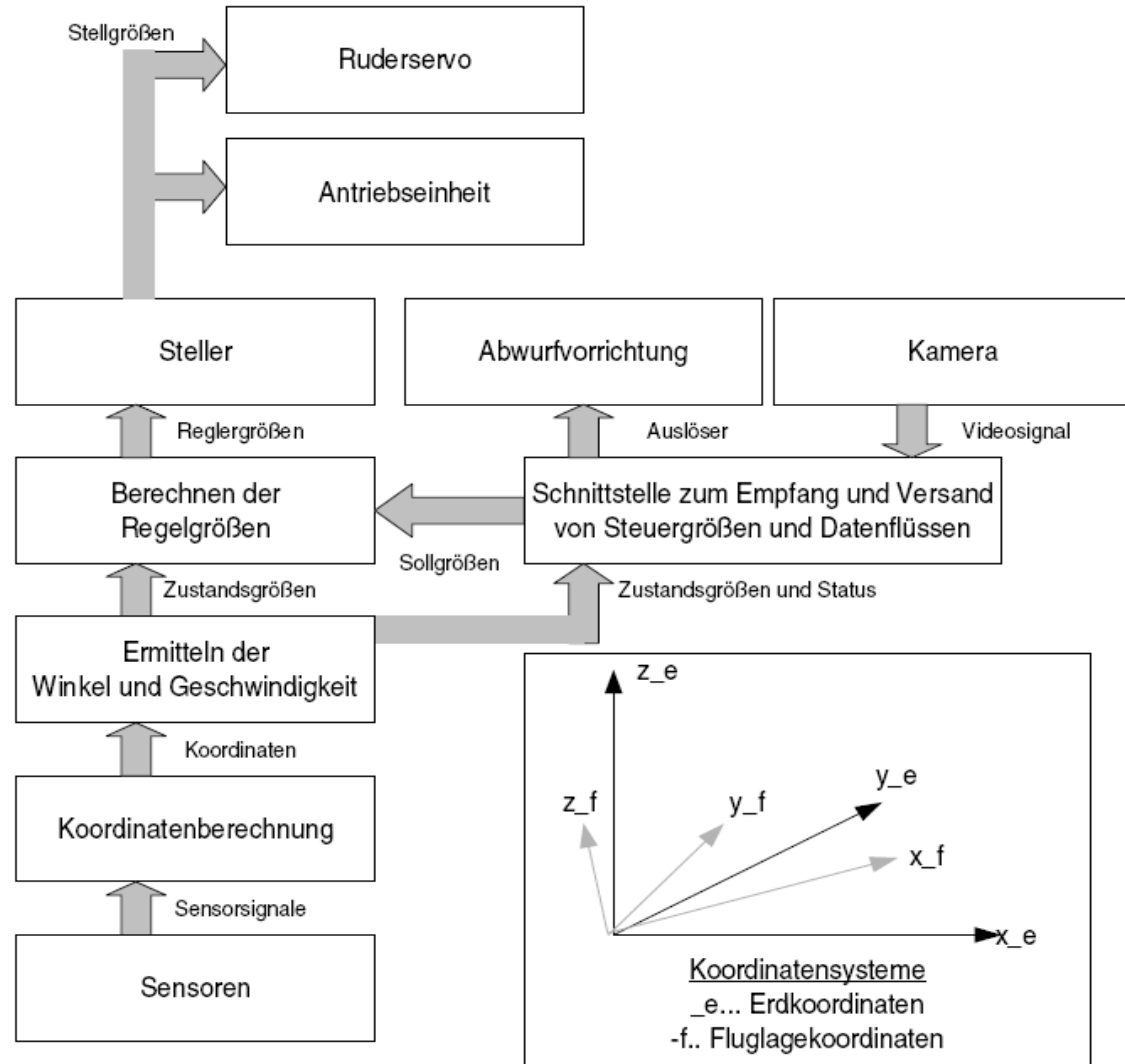 Stellgrößen
Ruderservo
Antriebseinheit
Steller
Abwurfvorrichtung
Kamera
Reglergrößen
Auslöser
Videosignal
Berechnen der
Regelgrößen
Schnittstelle zum Empfang und Versand
von Steuergrößen und Datenflüssen
Sollgrößen
Zustandsgrößen
Zustandsgrößen und Status
Ermitteln der
Winkel und Geschwindigkeit
Koordinaten
Koordinatenberechnung
Sensorsignale
Sensoren
z_e
y_e
z_f
y_f
x_f
x_e
Koordinatensysteme
_e... Erdkoordinaten
-f.. Fluglagekoordinaten